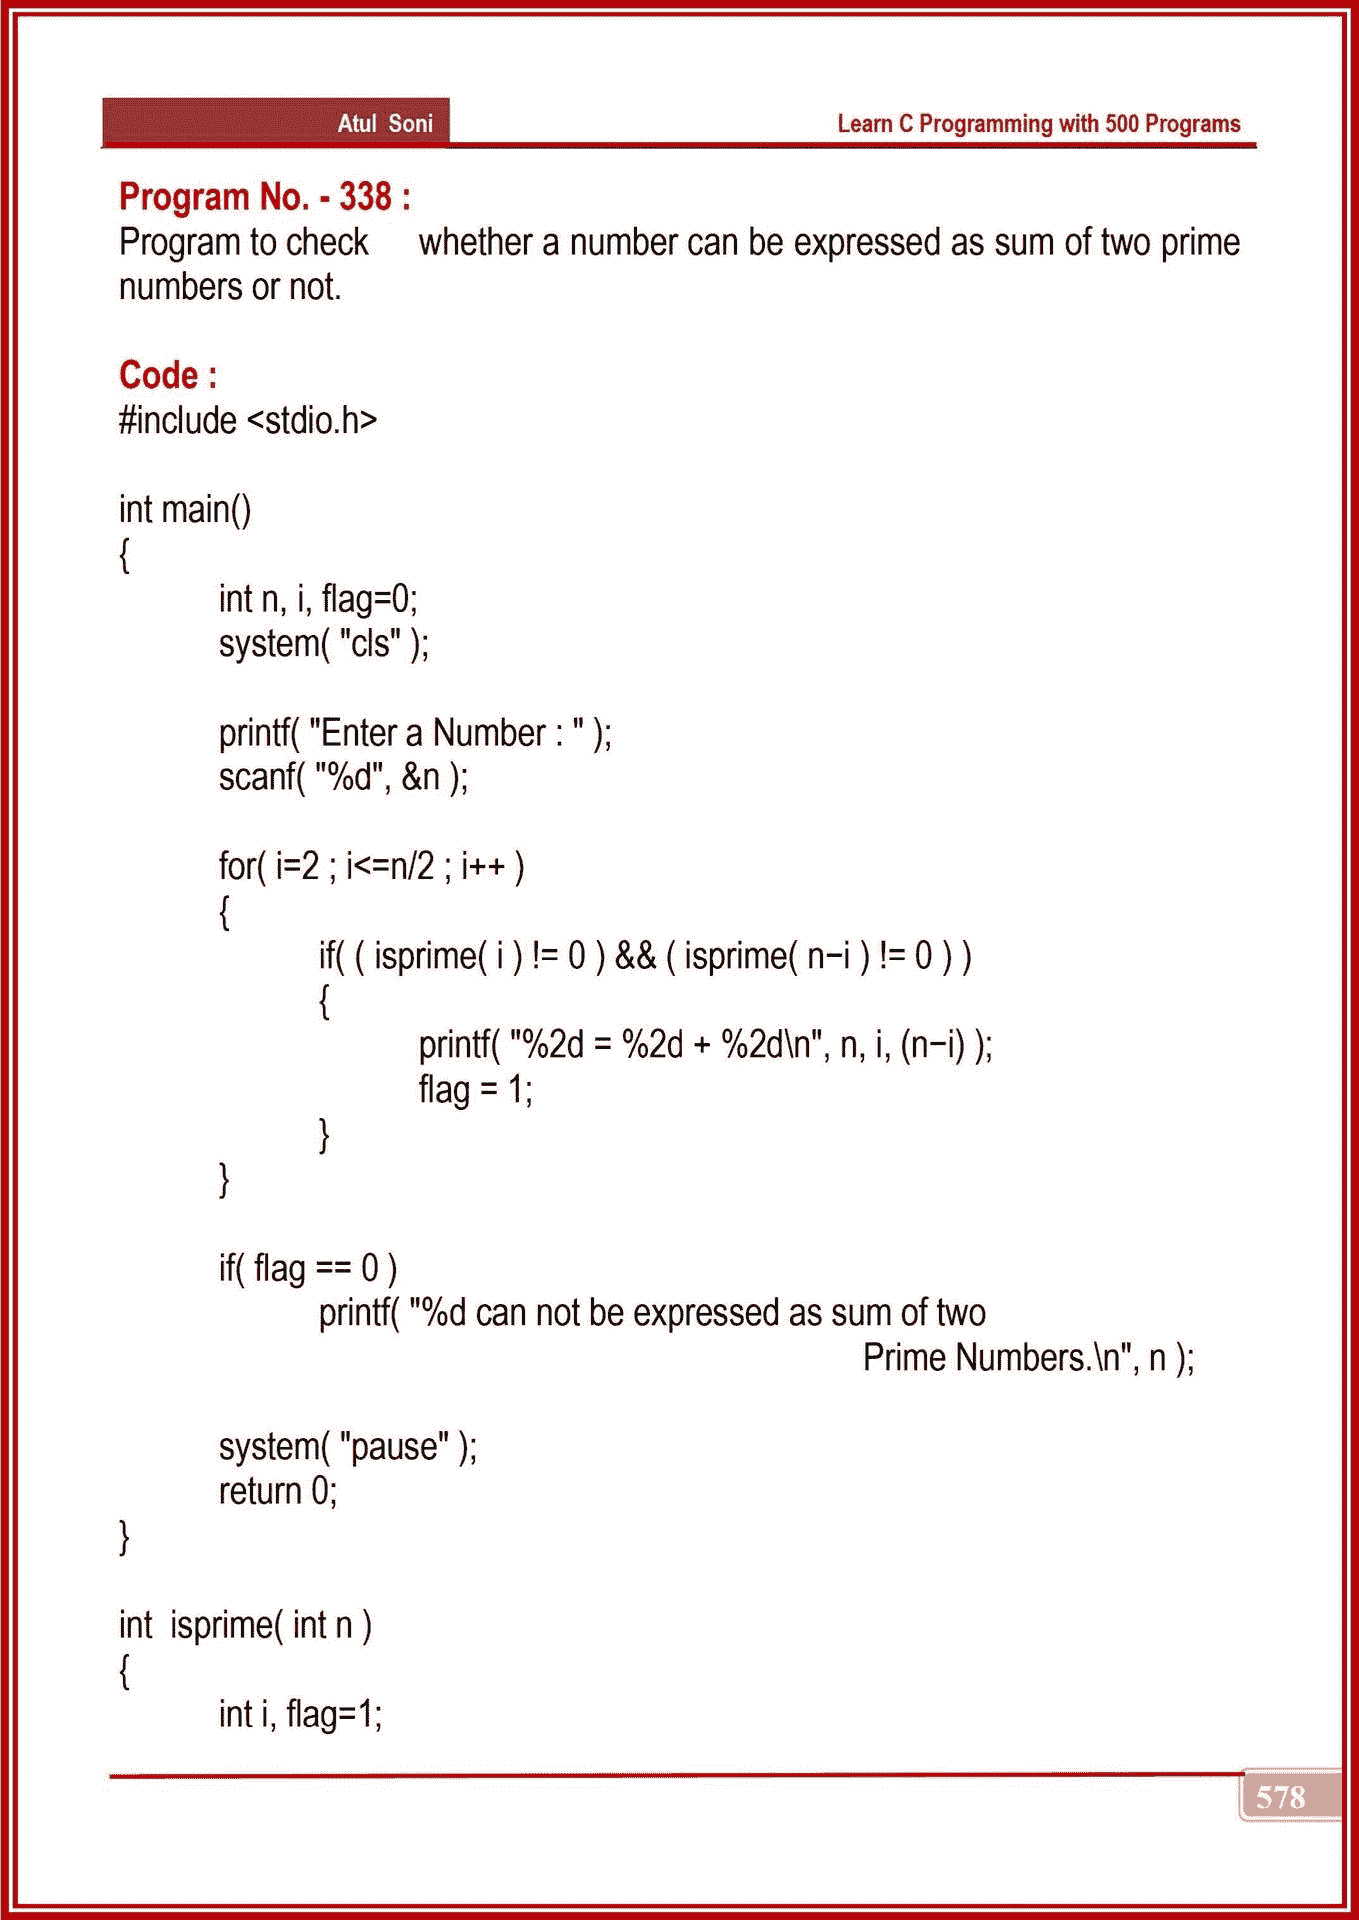 Atul  Soni
Learn C Programming with 500 Programs
Program No. - 338 :
Program to check    whether a number can be expressed as sum of two prime
numbers or not.
Code :
#include <stdio.h>
int main()
{
int n, i, flag=0;
system( "cls" );
printf( "Enter a Number : " );
scanf( "%d", &n );
for( i=2 ; i<=n/2 ; i++ )
{
if( ( isprime( i ) != 0 ) && ( isprime( n−i ) != 0 ) )
{
printf( "%2d = %2d + %2d\n", n, i, (n−i) );
flag = 1;
}
}
if( flag == 0 )
printf( "%d can not be expressed as sum of two
Prime Numbers.\n", n );
system( "pause" );
return 0;
}
int  isprime( int n )
{
int i, flag=1;
578